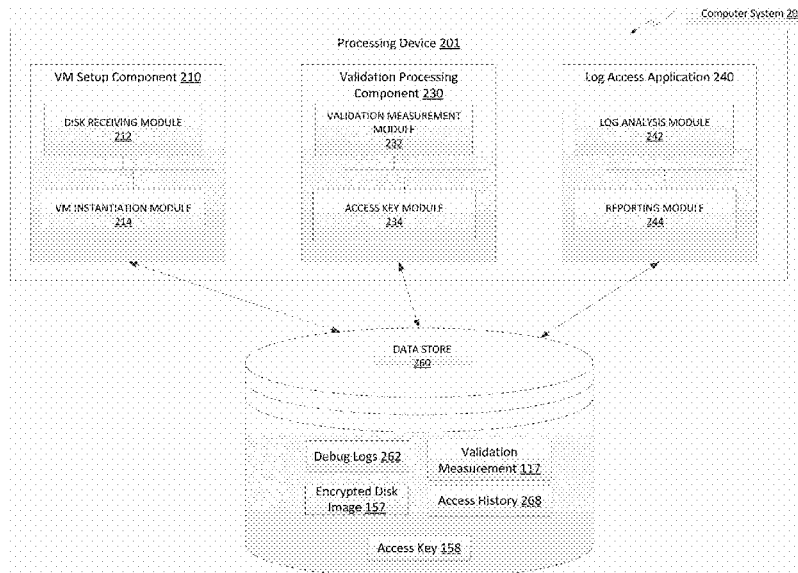 Computer System 20
Processing Device 201
VM Setup Component 210
DISK RECEIVING MODULE
212
VM INSTANTIATION MODULE
214
Validation Processing
Component 230
VALIDATION MEASUREMENT
MODULE
232
ACCESS KEY MODULE
234
Log Access Application 240
LOG ANALYSIS MODULE
242
REPORTING MODULE
244
DATA STORE
260
Debug Logs 262
Validation
Measurement 117
Encrypted Disk
Image 157
Access History 268
Access Key 158